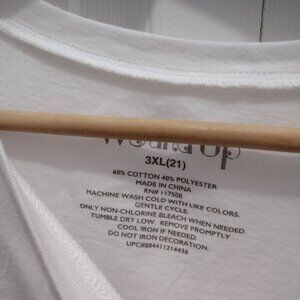 Wound Up
3XL(21)
60% COTTON 40% POLYESTER
MADE IN CHINA
RN# 117508
MACHINE WASH COLD WITH LIKE COLORS.
GENTLE CYCLE.
ONLY NON-CHLORINE BLEACH WHEN NEEDED.
TUMBLE DRY LOW. REMOVE PROMPTLY
COOL IRON IF NEEDED.
DO NOT IRON DECORATION.
UPC#884411214436